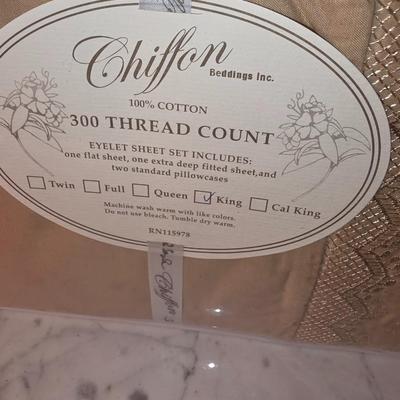 Chiffon
Beddings Inc.
100% COTTON
300 THREAD COUNT
EYELET SHEET SET INCLUDES:
one flat sheet, one extra deep fitted sheet,and
two standard pillowcases
Twin Full Queen King Cal King
Machine wash warm with like colors.
Do not use bleach. Tumble dry warm.
RN115978
Chiffon